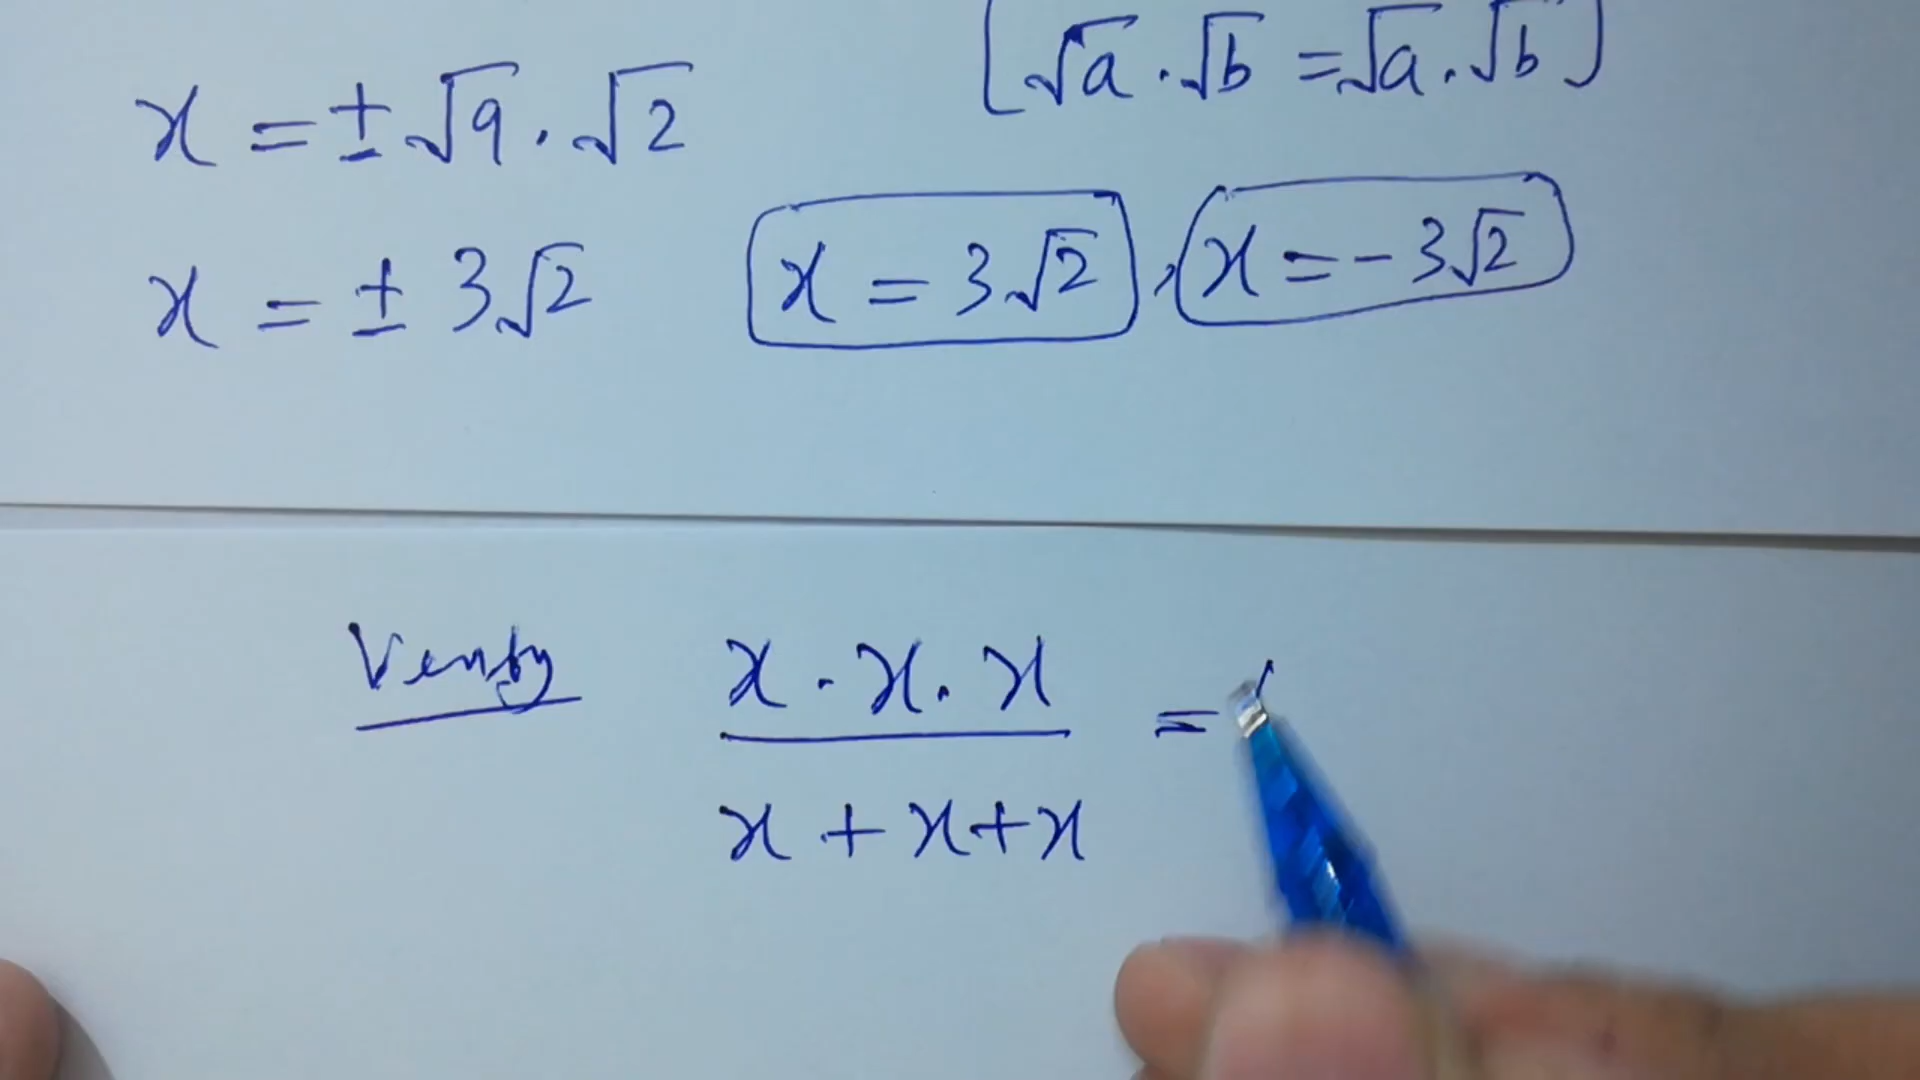 [√a . √b = √a . √b]
x = ± √9 . √2
x = ± 3√2
x = 3√2 , x = - 3√2
Verify
x . x . x
x + x + x
=